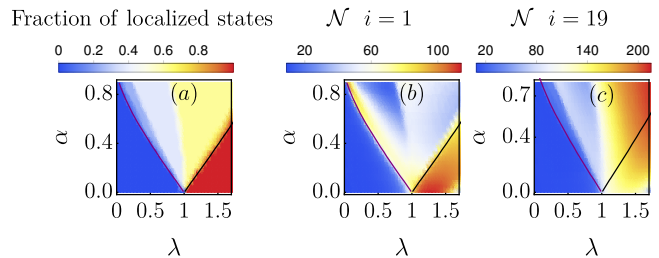 Fraction of localized states
𝒩 i = 1
𝒩 i = 19
0 0.2 0.4 0.6 0.8
20 60 100
20 80 140 200
(a)
(b)
(c)
0.8
0.4
0.0
α
0 0.5 1 1.5
λ
0.8
0.4
0.0
α
0 0.5 1 1.5
λ
0.7
0.4
0.0
α
0 0.5 1 1.5
λ